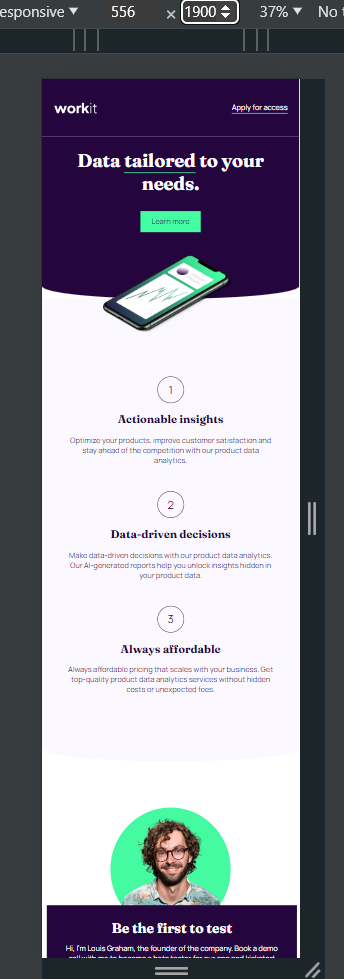 esponsive ▼ 556 × 1900 37% ▼ No t
workit Apply for access
Data tailored to your
needs.
Learn more
1
Actionable insights
Optimize your products, improve customer satisfaction and
stay ahead of the competition with our product data
analytics.
2
Data-driven decisions
Make data-driven decisions with our product data analytics.
Our AI-generated reports help you unlock insights hidden in
your product data.
3
Always affordable
Always affordable pricing that scales with your business. Get
top-quality product data analytics services without hidden
costs or unexpected fees.
Be the first to test
Hi, I'm Louis Graham, the founder of the company. Book a demo